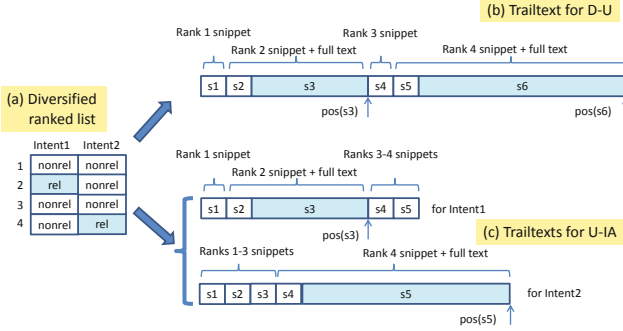 (b) Trailtext for D-U
Rank 1 snippet
Rank 3 snippet
Rank 2 snippet + full text
Rank 4 snippet + full text
s1 s2 s3 s4 s5 s6
pos(s3)
pos(s6)
(a) Diversified
ranked list
Intent1 Intent2
1 nonrel nonrel
2 rel nonrel
3 nonrel nonrel
4 nonrel rel
Rank 1 snippet
Ranks 3-4 snippets
Rank 2 snippet + full text
s1 s2 s3 s4 s5
for Intent1
pos(s3)
(c) Trailtexts for U-IA
Ranks 1-3 snippets
Rank 4 snippet + full text
s1 s2 s3 s4 s5
for Intent2
pos(s5)